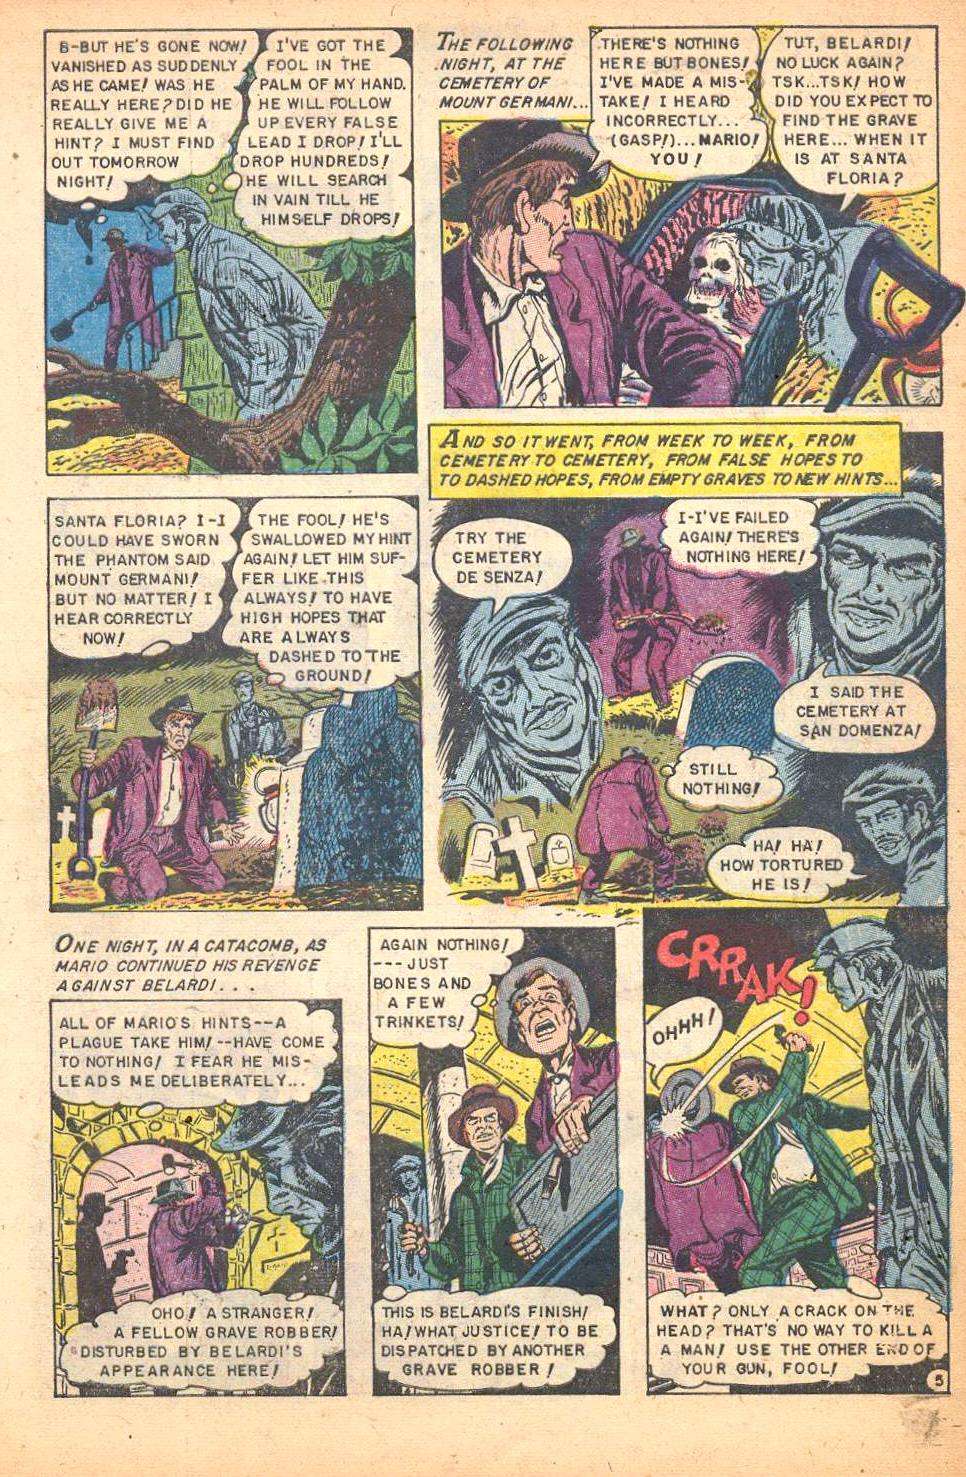 B-BUT HE'S GONE NOW!
VANISHED AS SUDDENLY
AS HE CAME! WAS HE
REALLY HERE? DID HE
REALLY GIVE ME A
HINT? I MUST FIND
OUT TOMORROW
NIGHT!
I'VE GOT THE
FOOL IN THE
PALM OF MY HAND.
HE WILL FOLLOW
UP EVERY FALSE
LEAD I DROP! I'LL
DROP HUNDREDS!
HE WILL SEARCH
IN VAIN TILL HE
HIMSELF DROPS!
THE FOLLOWING
NIGHT, AT THE
CEMETERY OF
MOUNT GERMANI...
THERE'S NOTHING
HERE BUT BONES!
I'VE MADE A MIS-
TAKE! I HEARD
INCORRECTLY...
(GASP!)...MARIO!
YOU!
TUT, BELARDI!
NO LUCK AGAIN?
TSK...TSK! HOW
DID YOU EXPECT TO
FIND THE GRAVE
HERE... WHEN IT
IS AT SANTA
FLORIA?
SANTA FLORIA? I-I
COULD HAVE SWORN
THE PHANTOM SAID
MOUNT GERMANI!
BUT NO MATTER! I
HEAR CORRECTLY
NOW!
THE FOOL! HE'S
SWALLOWED MY HINT
AGAIN! LET HIM SUF-
FER LIKE THIS
ALWAYS! TO HAVE
HIGH HOPES THAT
ARE ALWAYS
DASHED TO THE
GROUND!
AND SO IT WENT, FROM WEEK TO WEEK, FROM
CEMETERY TO CEMETERY, FROM FALSE HOPES TO
TO DASHED HOPES, FROM EMPTY GRAVES TO NEW HINTS...
TRY THE
CEMETERY
DE SENZA!
I-I'VE FAILED
AGAIN! THERE'S
NOTHING HERE!
I SAID THE
CEMETERY AT
SAN DOMENZA!
STILL
NOTHING!
HA! HA!
HOW TORTURED
HE IS!
ONE NIGHT, IN A CATACOMB, AS
MARIO CONTINUED HIS REVENGE
AGAINST BELARDI...
ALL OF MARIO'S HINTS--A
PLAGUE TAKE HIM!--HAVE COME
TO NOTHING! I FEAR HE MIS-
LEADS ME DELIBERATELY...
OHO! A STRANGER!
A FELLOW GRAVE ROBBER!
DISTURBED BY BELARDI'S
APPEARANCE HERE!
AGAIN NOTHING!
---JUST
BONES AND
A FEW
TRINKETS!
THIS IS BELARDI'S FINISH!
HA! WHAT JUSTICE! TO BE
DISPATCHED BY ANOTHER
GRAVE ROBBER!
CRRAK!
OHHH!
WHAT? ONLY A CRACK ON THE
HEAD? THAT'S NO WAY TO KILL A
A MAN! USE THE OTHER END OF
YOUR GUN, FOOL!
5